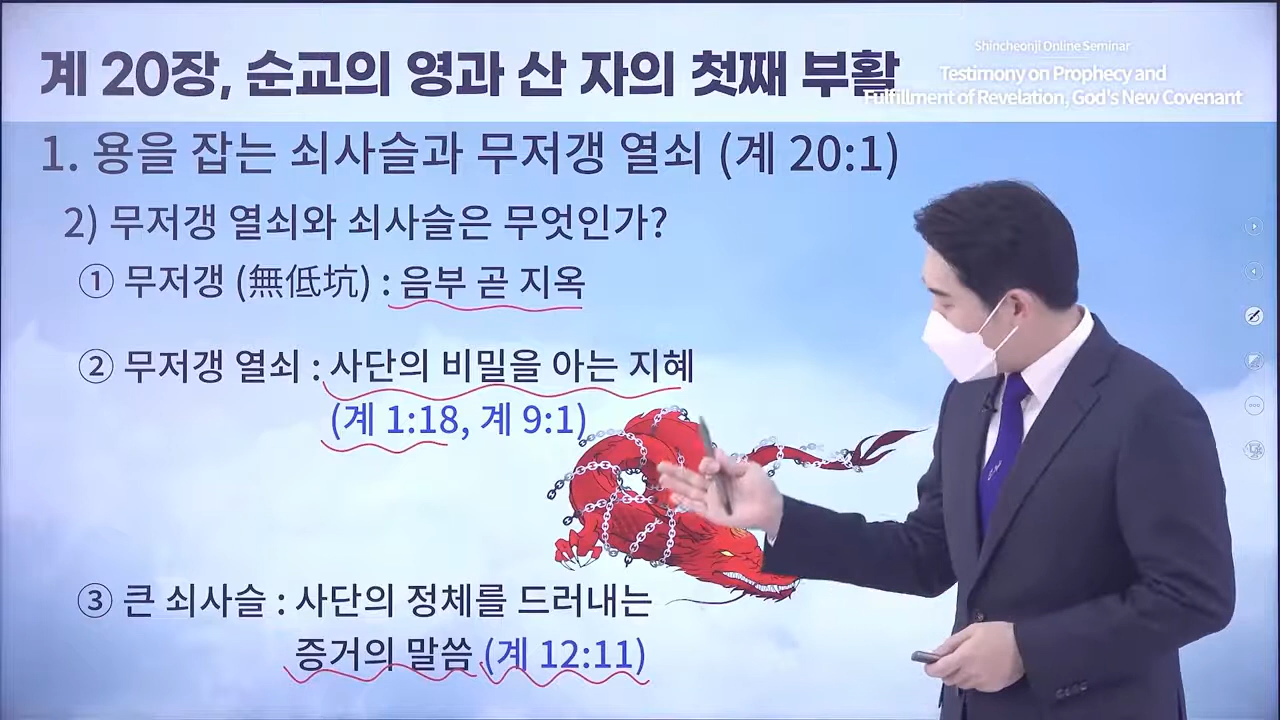 계 20장, 순교의 영과 산 자의 첫째 부활
Shincheonji Online Seminar
Testimony on Prophecy and
Fulfillment of Revelation, God's New Covenant
1. 용을 잡는 쇠사슬과 무저갱 열쇠 (계 20:1)
2) 무저갱 열쇠와 쇠사슬은 무엇인가?
① 무저갱 (無低坑) : 음부 곧 지옥
② 무저갱 열쇠 : 사단의 비밀을 아는 지혜
(계 1:18, 계 9:1)
③ 큰 쇠사슬 : 사단의 정체를 드러내는
증거의 말씀 (계 12:11)